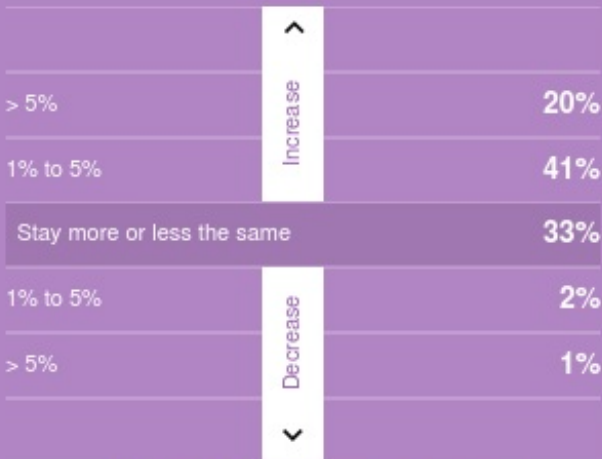 Increase
> 5% 20%
1% to 5% 41%
Stay more or less the same 33%
1% to 5% 2%
> 5% 1%
Decrease